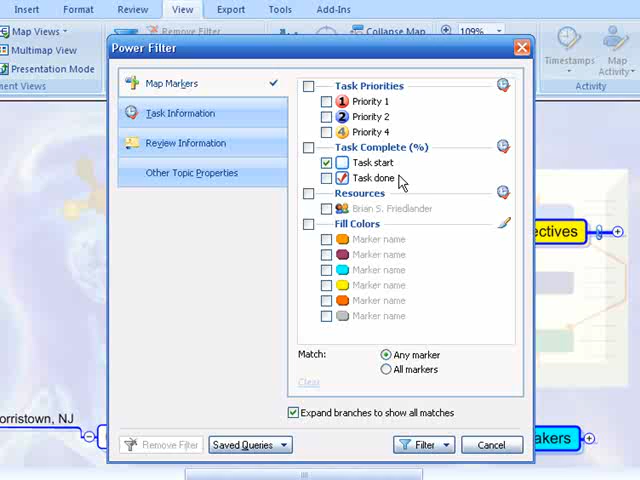 Insert Format Review View Export Tools Add-Ins
Map Views
Remove Filter
Collapse Map
109%
Multimap View
Presentation Mode
ment Views
Timestamps
Map Activity
Activity
Power Filter
Map Markers
Task Information
Review Information
Other Topic Properties
Task Priorities
1 Priority 1
2 Priority 2
4 Priority 4
Task Complete (%)
Task start
Task done
Resources
Brian S. Friedlander
Fill Colors
Marker name
Marker name
Marker name
Marker name
Marker name
Marker name
Match:
Any marker
All markers
Clear
Expand branches to show all matches
Remove Filter
Saved Queries
Filter
Cancel
ectives
orristown, NJ
akers